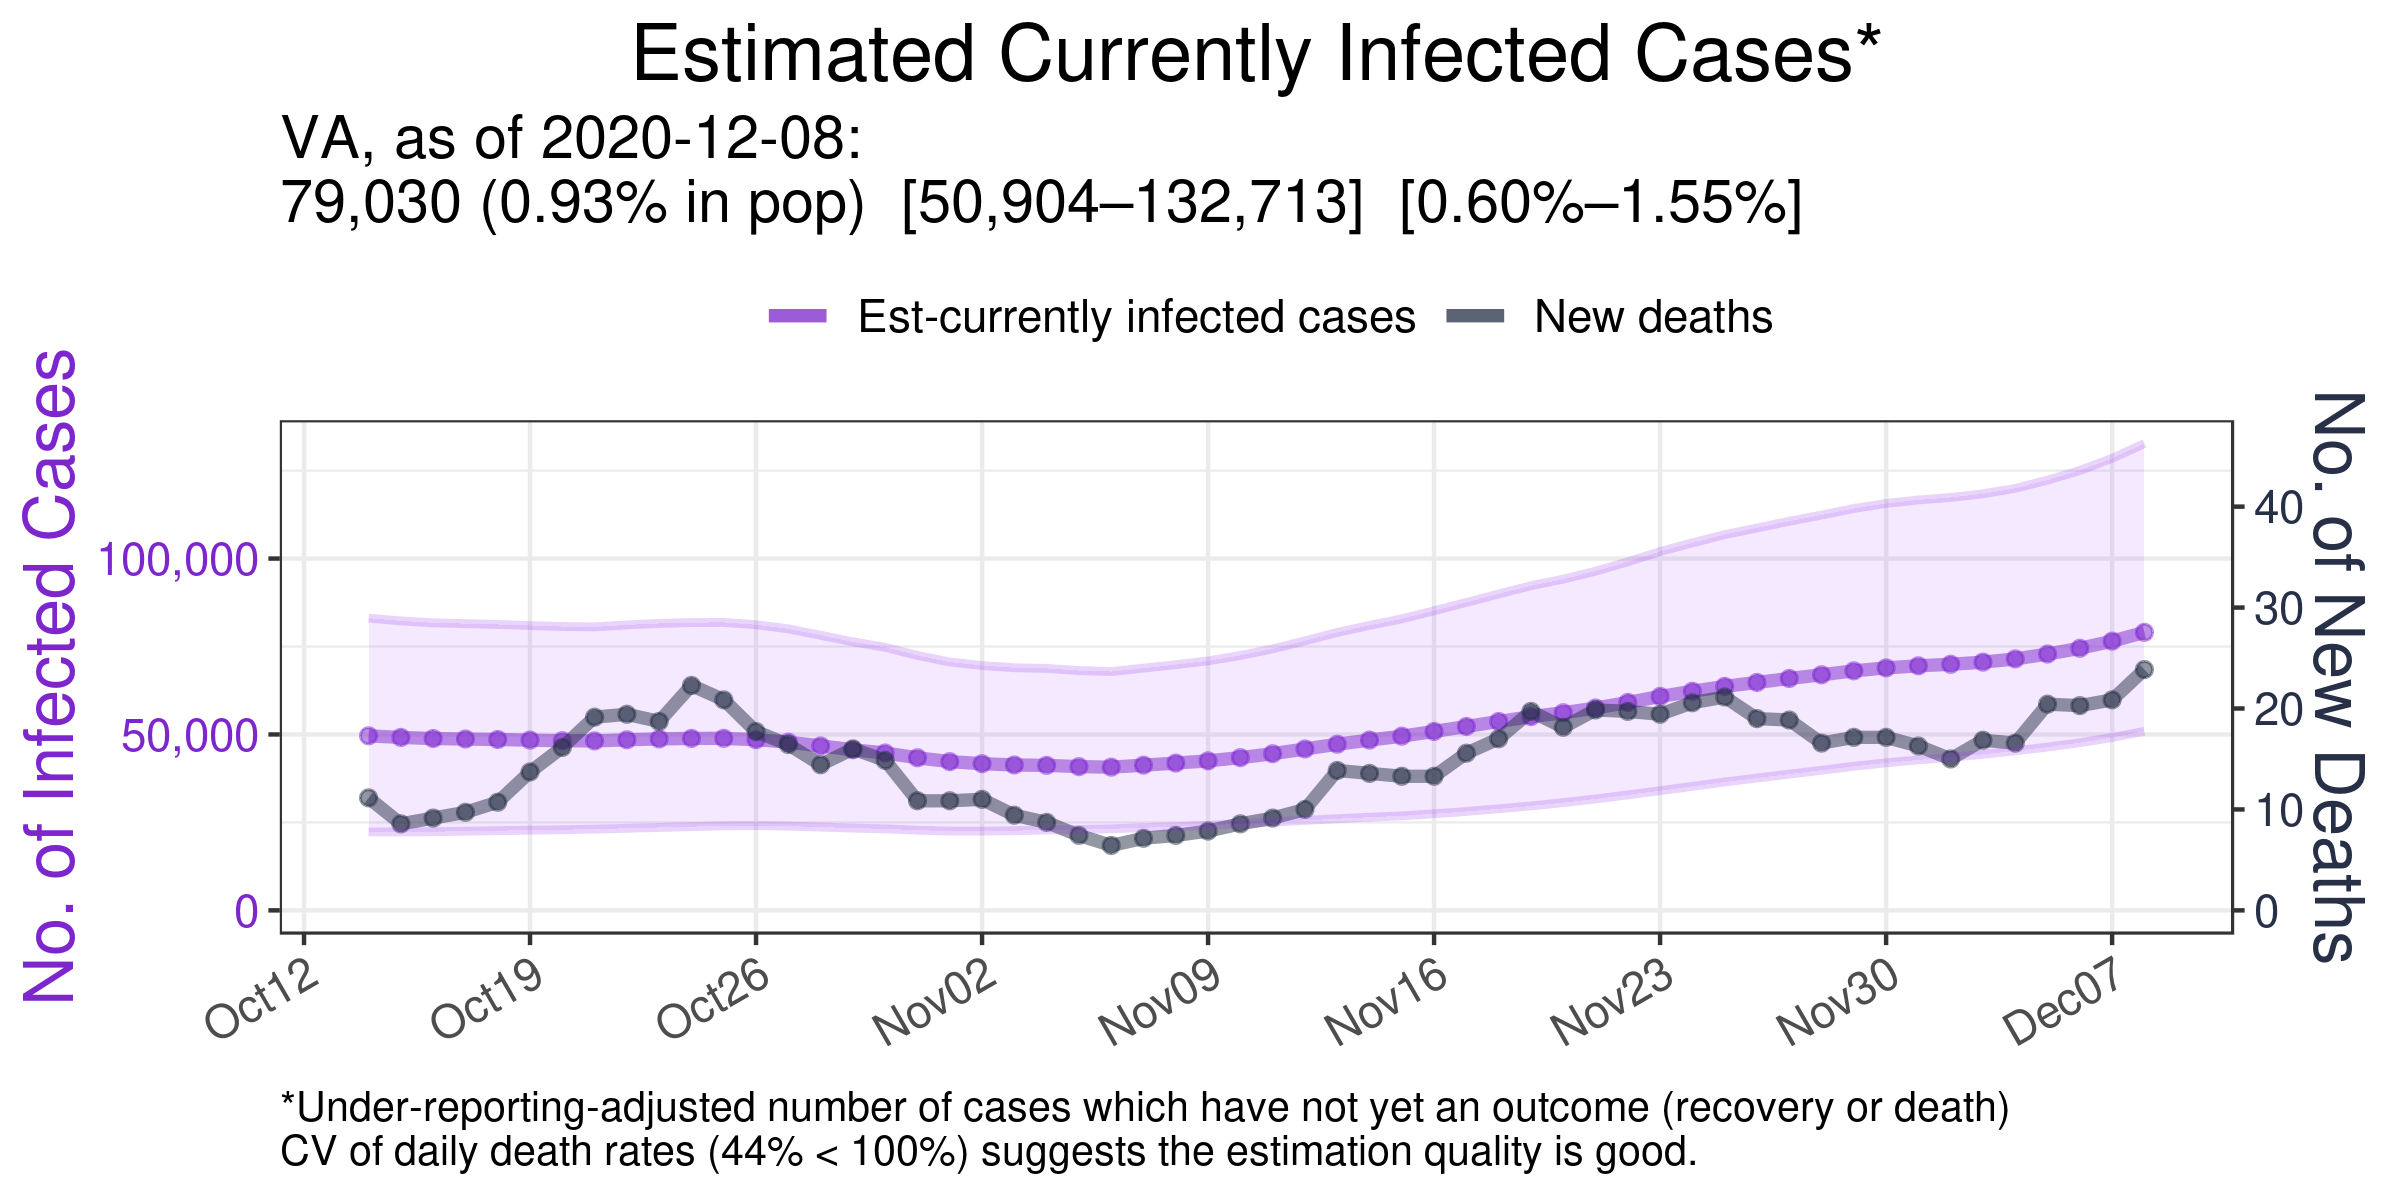 Estimated Currently Infected Cases*
VA, as of 2020-12-08:
79,030 (0.93% in pop)  [50,904–132,713]  [0.60%–1.55%]
Est-currently infected cases
New deaths
No. of Infected Cases
100,000
50,000
0
No. of New Deaths
40
30
20
10
0
Oct12
Oct19
Oct26
Nov02
Nov09
Nov16
Nov23
Nov30
Dec07
*Under-reporting-adjusted number of cases which have not yet an outcome (recovery or death)
CV of daily death rates (44% < 100%) suggests the estimation quality is good.